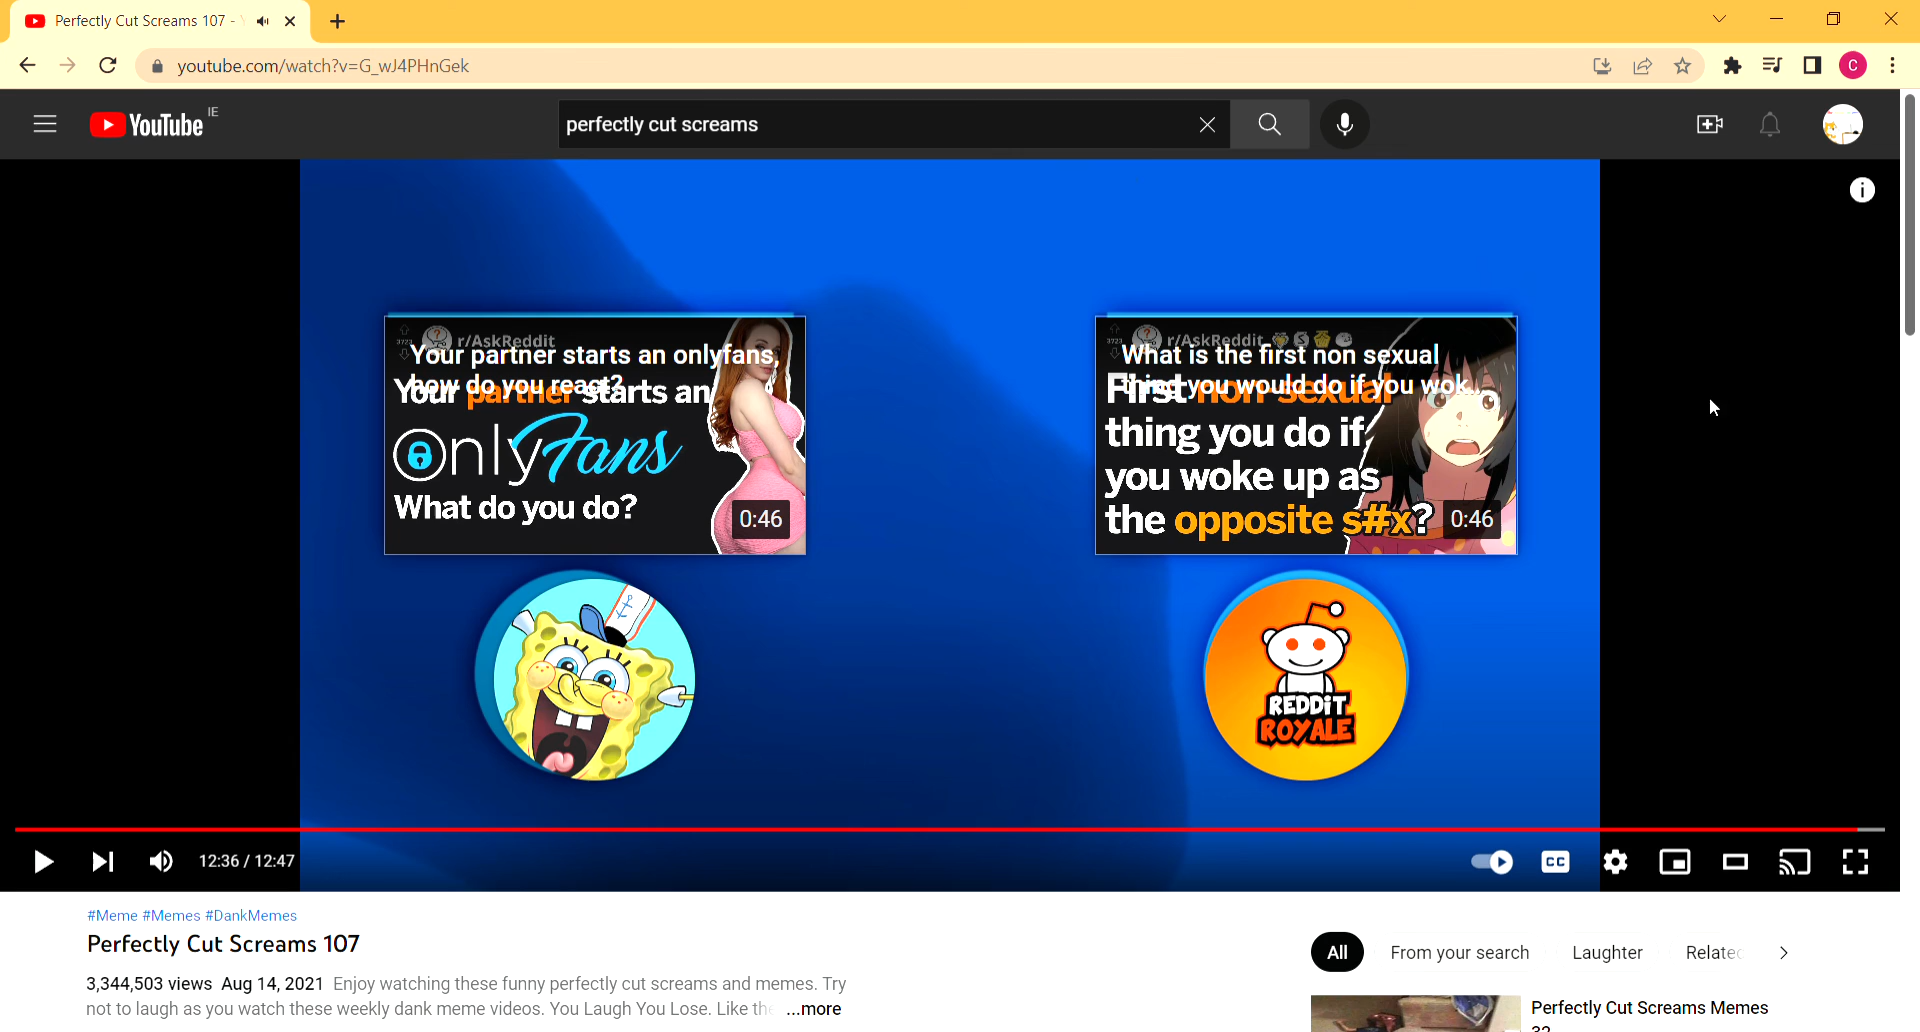 Perfectly Cut Screams 107 -
youtube.com/watch?v=G_wJ4PHnGek
C
YouTube IE
perfectly cut screams
r/AskReddit
3723
Your partner starts an onlyfans,
how do you react?
Your partner starts an
OnlyFans
What do you do?
0:46
r/AskReddit
3723
What is the first non sexual
thing you would do if you wok...
First non-sexual
thing you do if
you woke up as
the opposite s#x?
0:46
REDDIT
ROYALE
12:36 / 12:47
CC
#Meme #Memes #DankMemes
Perfectly Cut Screams 107
3,344,503 views Aug 14, 2021 Enjoy watching these funny perfectly cut screams and memes. Try
not to laugh as you watch these weekly dank meme videos. You Laugh You Lose. Like the ...more
All From your search Laughter Related
Perfectly Cut Screams Memes
32